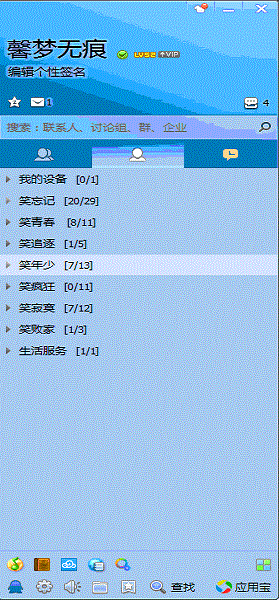 馨梦无痕 LV52 VIP
编辑个性签名
1 4
搜索：联系人、讨论组、群、企业
我的设备 [0/1]
笑忘记 [20/29]
笑青春 [8/11]
笑追逐 [1/5]
笑年少 [7/13]
笑疯狂 [0/11]
笑寂寞 [7/12]
笑败家 [1/3]
生活服务 [1/1]
查找 应用宝